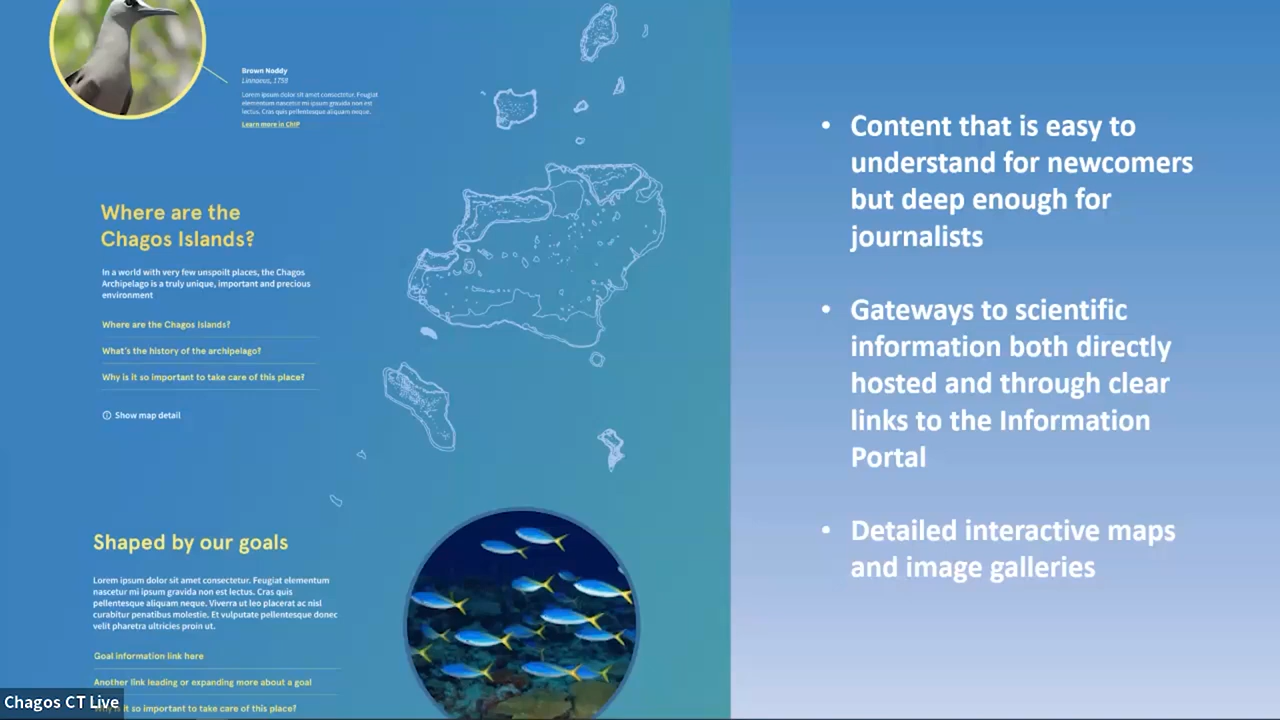 Brown Noddy
Linnaeus, 1758
Lorem ipsum dolor sit amet consectetur. Feugiat
elementum nascetur mi ipsum gravida non est
lectus. Cras quis pellentesque aliquam neque.
Learn more in ChIP
Where are the
Chagos Islands?
In a world with very few unspoilt places, the Chagos
Archipelago is a truly unique, important and precious
environment
Where are the Chagos Islands?
What's the history of the archipelago?
Why is it so important to take care of this place?
Show map detail
Shaped by our goals
Lorem ipsum dolor sit amet consectetur. Feugiat elementum
nascetur mi ipsum gravida non est lectus. Cras quis
pellentesque aliquam neque. Viverra ut leo placerat ac nisl
curabitur penatibus molestie. Et vulputate pellentesque donec
velit pharetra ultricies proin ut.
Goal information link here
Another link leading or expanding more about a goal
Why is it so important to take care of this place?
Chagos CT Live
• Content that is easy to
understand for newcomers
but deep enough for
journalists
• Gateways to scientific
information both directly
hosted and through clear
links to the Information
Portal
• Detailed interactive maps
and image galleries